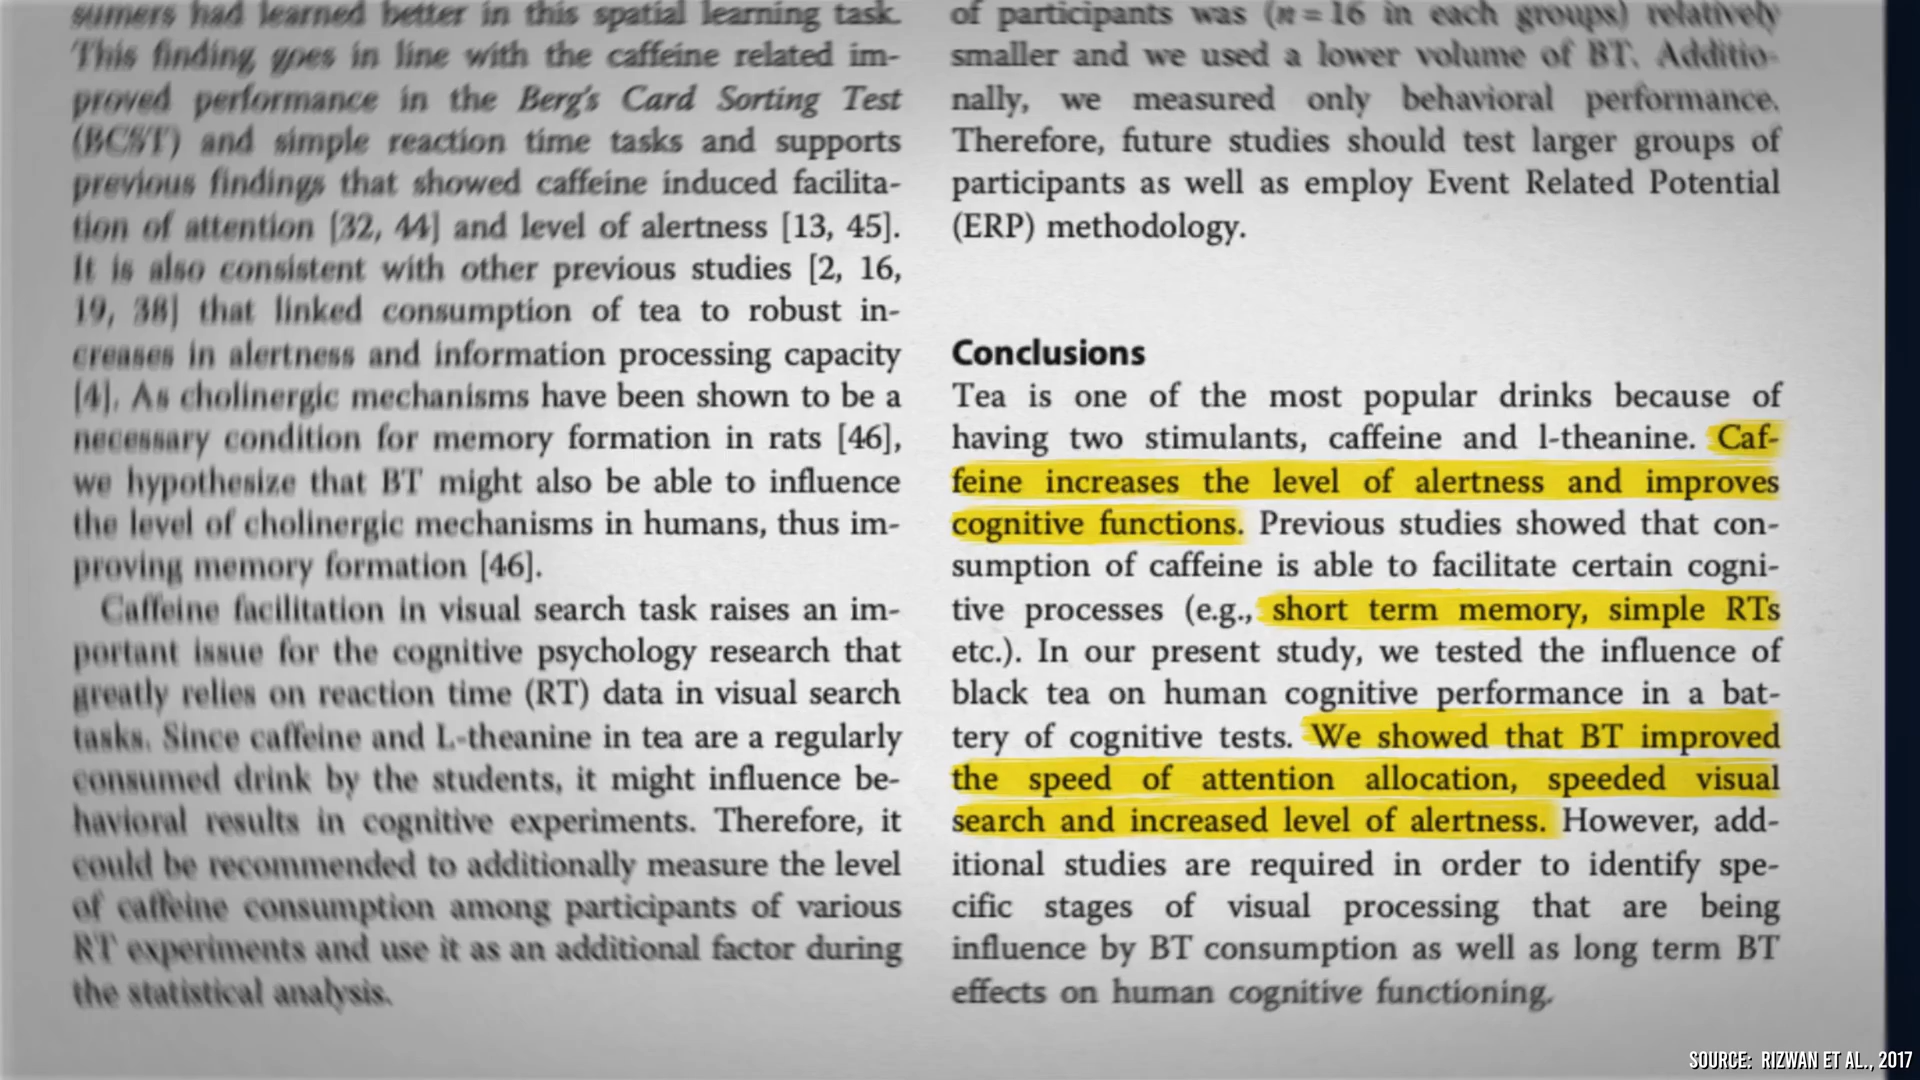 sumers had learned better in this spatial learning task.
This finding goes in line with the caffeine related im-
proved performance in the Berg's Card Sorting Test
(BCST) and simple reaction time tasks and supports
previous findings that showed caffeine induced facilita-
tion of attention [32, 44] and level of alertness [13, 45].
It is also consistent with other previous studies [2, 16,
19, 38] that linked consumption of tea to robust in-
creases in alertness and information processing capacity
[4]. As cholinergic mechanisms have been shown to be a
necessary condition for memory formation in rats [46],
we hypothesize that BT might also be able to influence
the level of cholinergic mechanisms in humans, thus im-
proving memory formation [46].
Caffeine facilitation in visual search task raises an im-
portant issue for the cognitive psychology research that
greatly relies on reaction time (RT) data in visual search
tasks. Since caffeine and L-theanine in tea are a regularly
consumed drink by the students, it might influence be-
havioral results in cognitive experiments. Therefore, it
could be recommended to additionally measure the level
of caffeine consumption among participants of various
RT experiments and use it as an additional factor during
the statistical analysis.
of participants was (n = 16 in each groups) relatively
smaller and we used a lower volume of BT. Additio-
nally, we measured only behavioral performance.
Therefore, future studies should test larger groups of
participants as well as employ Event Related Potential
(ERP) methodology.
Conclusions
Tea is one of the most popular drinks because of
having two stimulants, caffeine and l-theanine. Caf-
feine increases the level of alertness and improves
cognitive functions. Previous studies showed that con-
sumption of caffeine is able to facilitate certain cogni-
tive processes (e.g., short term memory, simple RTs
etc.). In our present study, we tested the influence of
black tea on human cognitive performance in a bat-
tery of cognitive tests. We showed that BT improved
the speed of attention allocation, speeded visual
search and increased level of alertness. However, add-
itional studies are required in order to identify spe-
cific stages of visual processing that are being
influence by BT consumption as well as long term BT
effects on human cognitive functioning.
SOURCE: RIZWAN ET AL., 2017